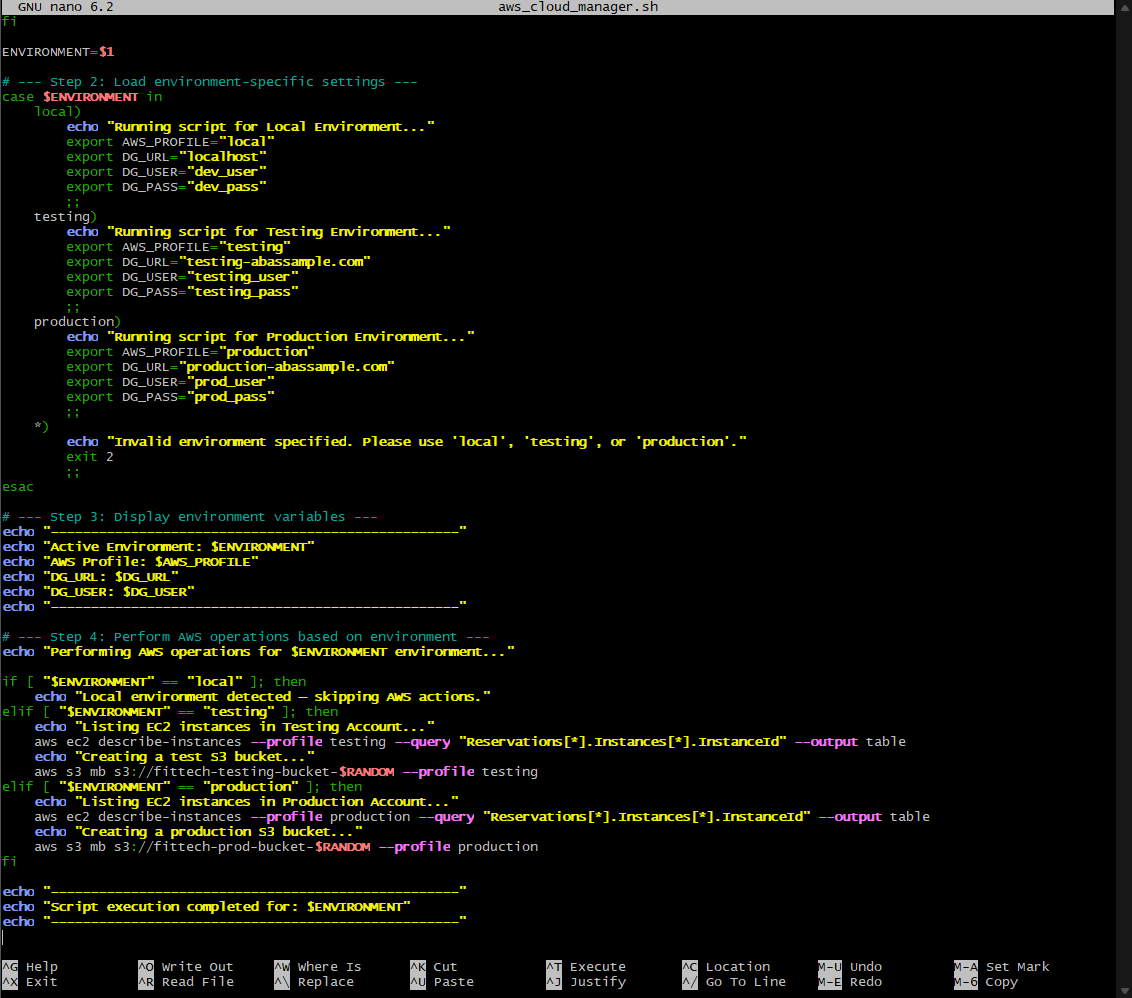 GNU nano 6.2 aws_cloud_manager.sh
fi

ENVIRONMENT=$1

# --- Step 2: Load environment-specific settings ---
case $ENVIRONMENT in
    local)
        echo "Running script for Local Environment..."
        export AWS_PROFILE="local"
        export DG_URL="localhost"
        export DG_USER="dev_user"
        export DG_PASS="dev_pass"
        ;;
    testing)
        echo "Running script for Testing Environment..."
        export AWS_PROFILE="testing"
        export DG_URL="testing-abassample.com"
        export DG_USER="testing_user"
        export DG_PASS="testing_pass"
        ;;
    production)
        echo "Running script for Production Environment..."
        export AWS_PROFILE="production"
        export DG_URL="production-abassample.com"
        export DG_USER="prod_user"
        export DG_PASS="prod_pass"
        ;;
    *)
        echo "Invalid environment specified. Please use 'local', 'testing', or 'production'."
        exit 2
        ;;
esac

# --- Step 3: Display environment variables ---
echo "---------------------------------------------------"
echo "Active Environment: $ENVIRONMENT"
echo "AWS Profile: $AWS_PROFILE"
echo "DG_URL: $DG_URL"
echo "DG_USER: $DG_USER"
echo "---------------------------------------------------"

# --- Step 4: Perform AWS operations based on environment ---
echo "Performing AWS operations for $ENVIRONMENT environment..."

if [ "$ENVIRONMENT" == "local" ]; then
    echo "Local environment detected — skipping AWS actions."
elif [ "$ENVIRONMENT" == "testing" ]; then
    echo "Listing EC2 instances in Testing Account..."
    aws ec2 describe-instances --profile testing --query "Reservations[*].Instances[*].InstanceId" --output table
    echo "Creating a test S3 bucket..."
    aws s3 mb s3://fittech-testing-bucket-$RANDOM --profile testing
elif [ "$ENVIRONMENT" == "production" ]; then
    echo "Listing EC2 instances in Production Account..."
    aws ec2 describe-instances --profile production --query "Reservations[*].Instances[*].InstanceId" --output table
    echo "Creating a production S3 bucket..."
    aws s3 mb s3://fittech-prod-bucket-$RANDOM --profile production
fi

echo "---------------------------------------------------"
echo "Script execution completed for: $ENVIRONMENT"
echo "---------------------------------------------------"

^G Help ^O Write Out ^W Where Is ^K Cut ^T Execute ^C Location M-U Undo M-A Set Mark
^X Exit ^R Read File ^\ Replace ^U Paste ^J Justify ^/ Go To Line M-E Redo M-6 Copy